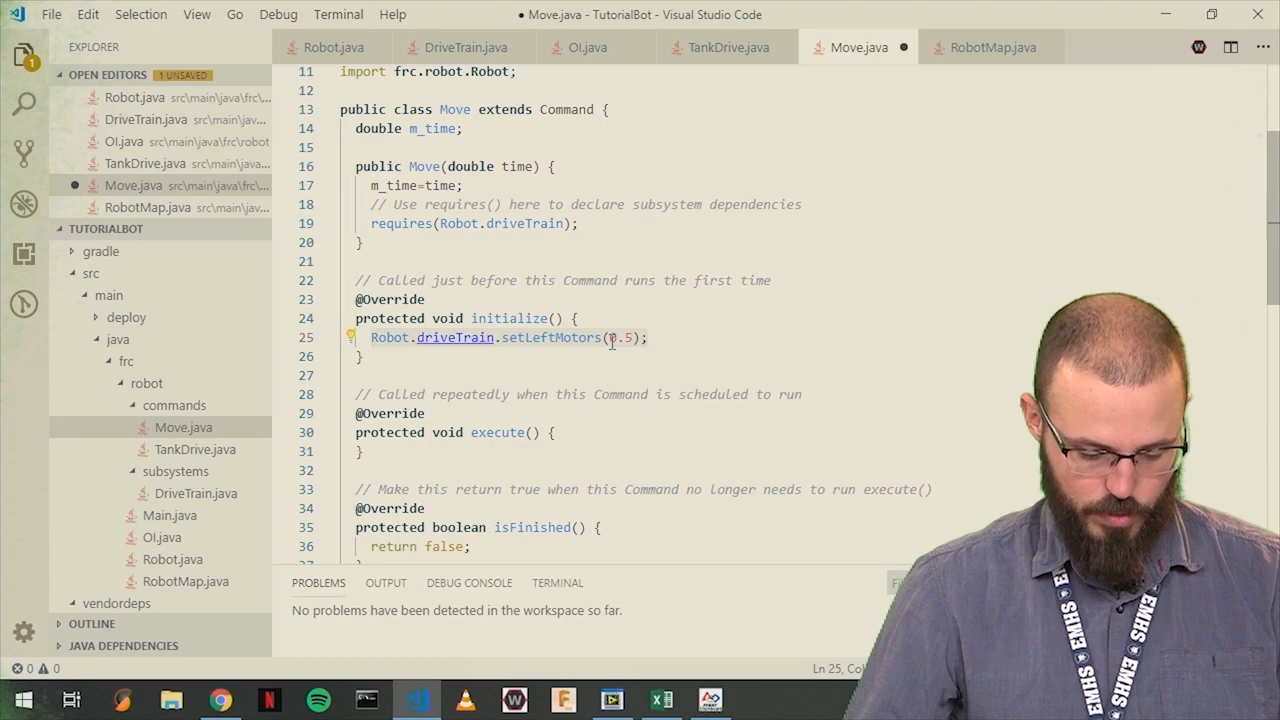 File Edit Selection View Go Debug Terminal Help ● Move.java - TutorialBot - Visual Studio Code
EXPLORER
Robot.java DriveTrain.java OI.java TankDrive.java Move.java ● RobotMap.java
OPEN EDITORS 1 UNSAVED
Robot.java src\main\java\frc\...
DriveTrain.java src\main\jav...
OI.java src\main\java\frc\robot
TankDrive.java src\main\java...
● Move.java src\main\java\frc\...
RobotMap.java src\main\jav...
TUTORIALBOT
gradle
src
main
deploy
java
frc
robot
commands
Move.java
TankDrive.java
subsystems
DriveTrain.java
Main.java
OI.java
Robot.java
RobotMap.java
vendordeps
OUTLINE
JAVA DEPENDENCIES
11 import frc.robot.Robot;
12
13 public class Move extends Command {
14 double m_time;
15
16 public Move(double time) {
17 m_time=time;
18 // Use requires() here to declare subsystem dependencies
19 requires(Robot.driveTrain);
20 }
21
22 // Called just before this Command runs the first time
23 @Override
24 protected void initialize() {
25 Robot.driveTrain.setLeftMotors(0.5);
26 }
27
28 // Called repeatedly when this Command is scheduled to run
29 @Override
30 protected void execute() {
31 }
32
33 // Make this return true when this Command no longer needs to run execute()
34 @Override
35 protected boolean isFinished() {
36 return false;
PROBLEMS OUTPUT DEBUG CONSOLE TERMINAL
No problems have been detected in the workspace so far.
0 0 Ln 25, Col
EMHS
EMHS
EMHS
EMHS